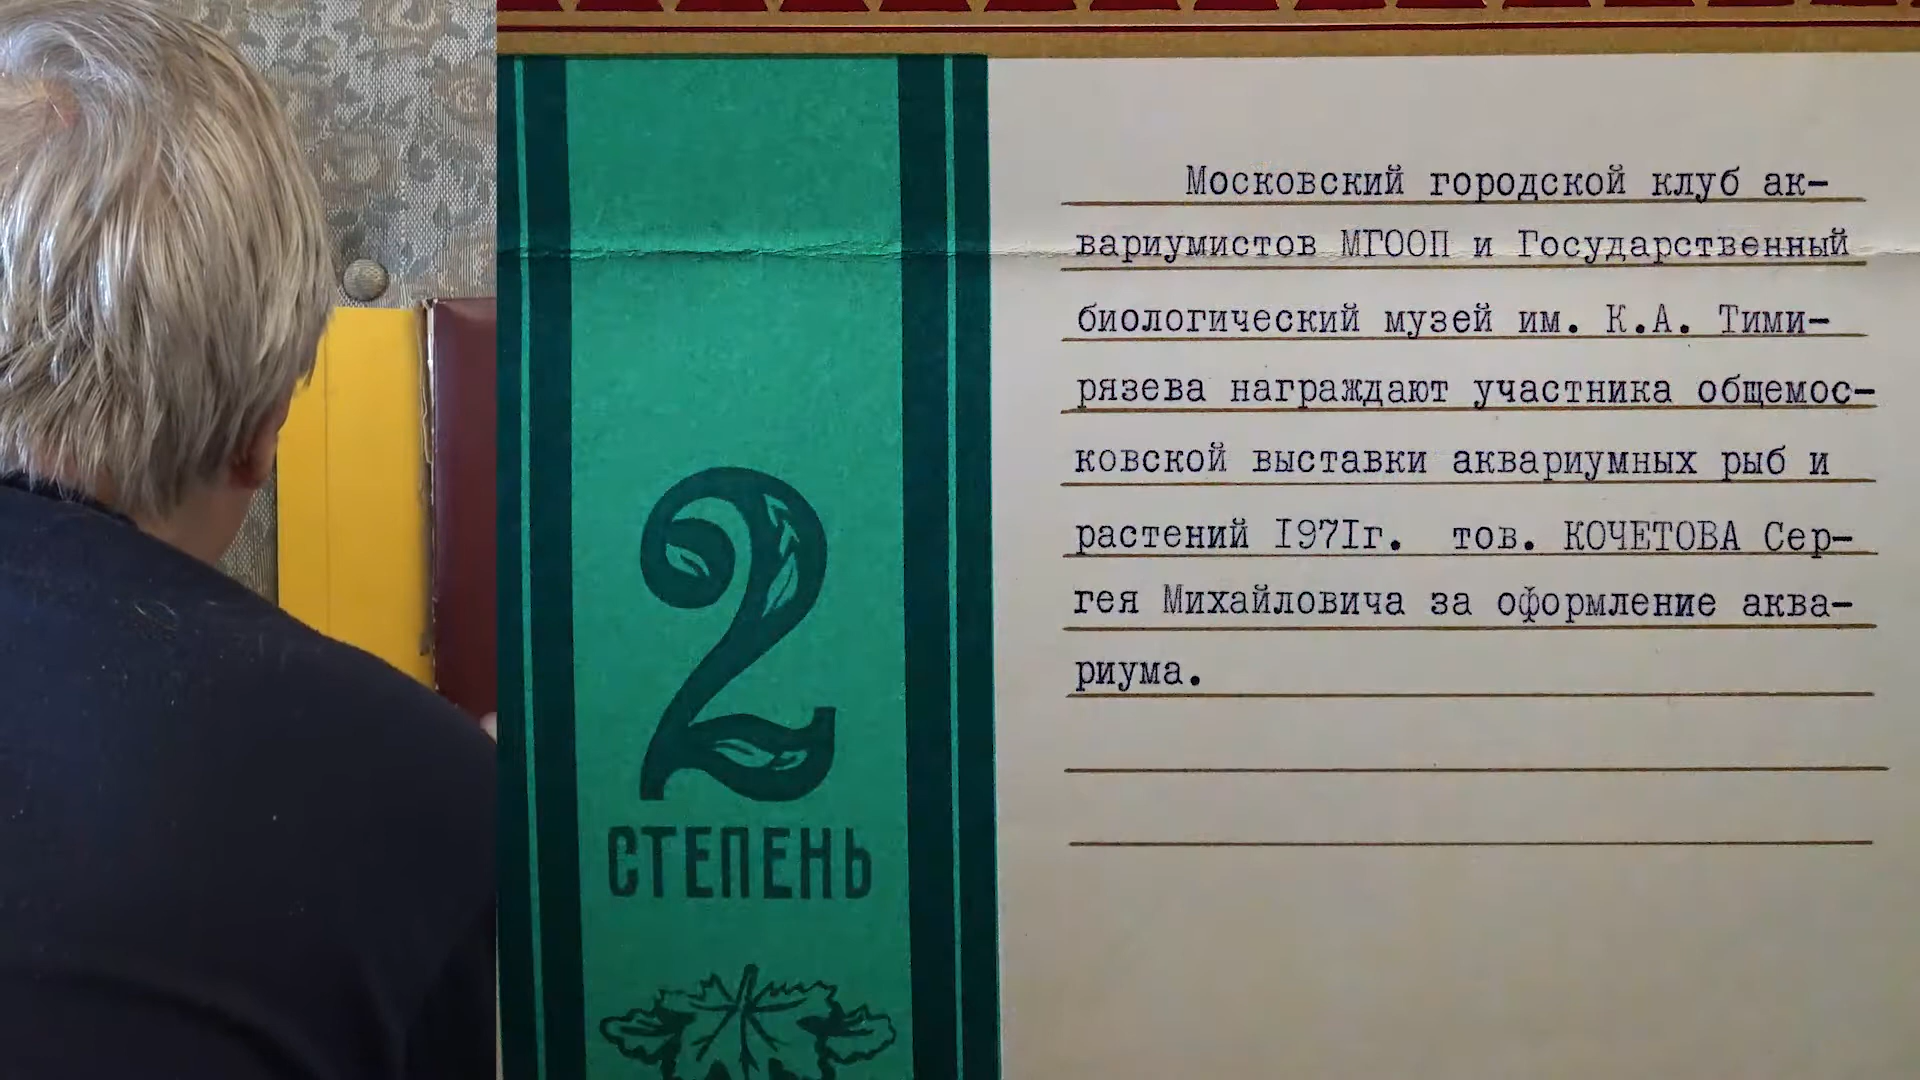 2
СТЕПЕНЬ
Московский городской клуб ак-
вариумистов МГООП и Государственный
биологический музей им. К.А. Тими-
рязева награждают участника общемос-
ковской выставки аквариумных рыб и
растений I97Iг. тов. КОЧЕТОВА Сер-
гея Михайловича за оформление аква-
риума.